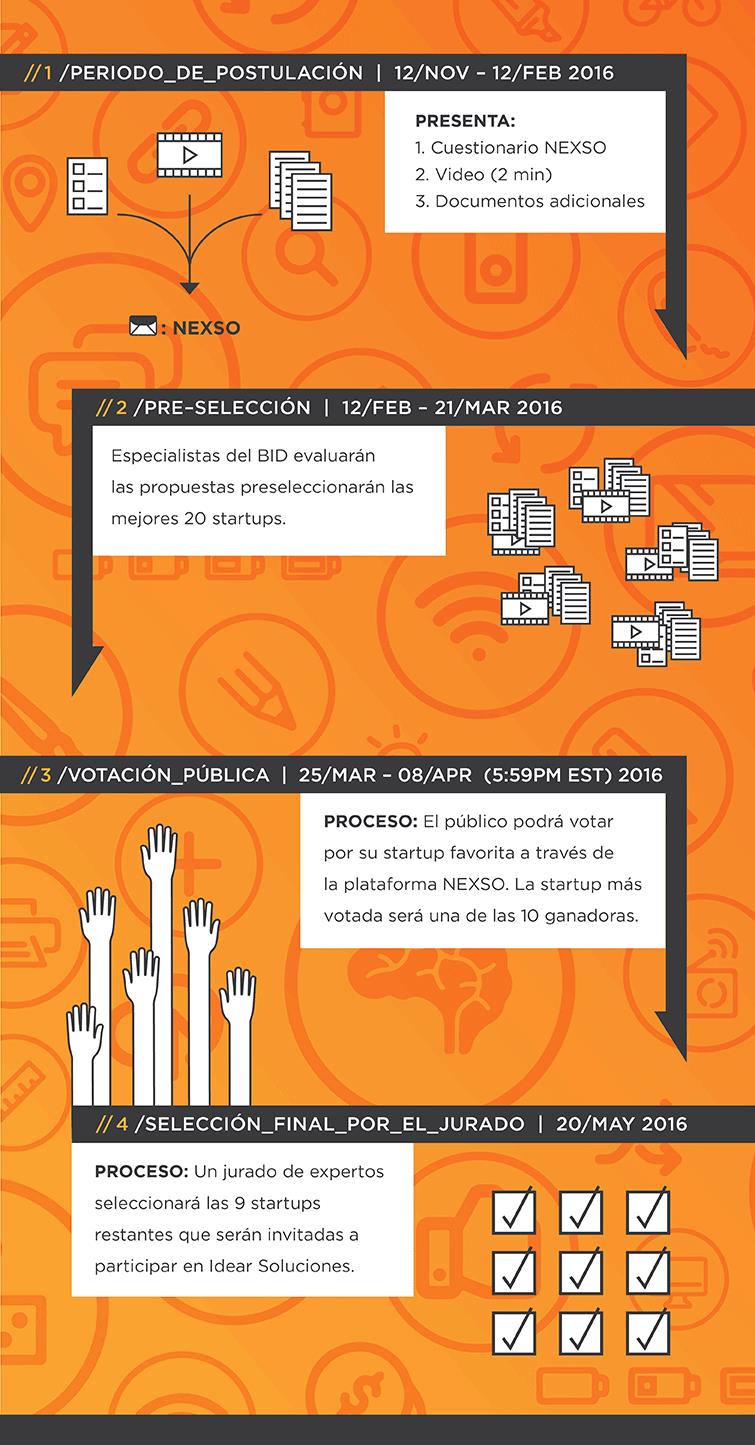 //1 /PERIODO_DE_POSTULACIÓN | 12/NOV – 12/FEB 2016
PRESENTA:
1. Cuestionario NEXSO
2. Video (2 min)
3. Documentos adicionales
: NEXSO
//2 /PRE–SELECCIÓN | 12/FEB – 21/MAR 2016
Especialistas del BID evaluarán
las propuestas preseleccionarán las
mejores 20 startups.
//3 /VOTACIÓN_PÚBLICA | 25/MAR – 08/APR (5:59PM EST) 2016
PROCESO: El público podrá votar
por su startup favorita a través de
la plataforma NEXSO. La startup más
votada será una de las 10 ganadoras.
//4 /SELECCIÓN_FINAL_POR_EL_JURADO | 20/MAY 2016
PROCESO: Un jurado de expertos
seleccionará las 9 startups
restantes que serán invitadas a
participar en Idear Soluciones.